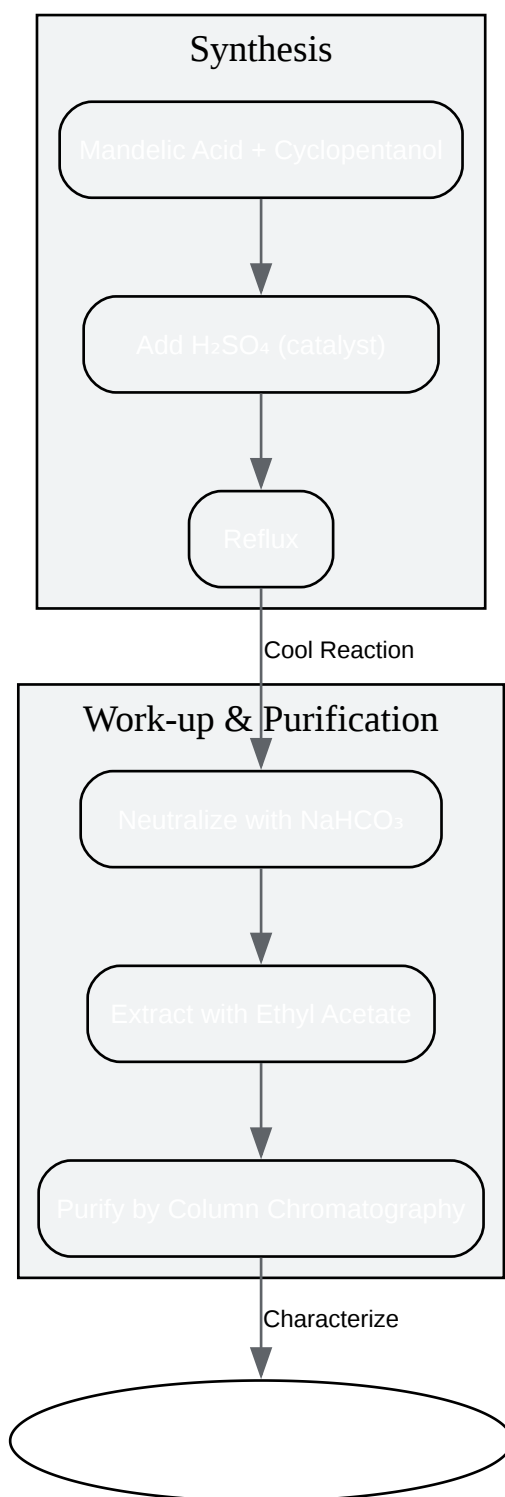 Synthesis
Mandelic Acid + Cyclopentanol
Add H₂SO₄ (catalyst)
Reflux
Cool Reaction
Work-up & Purification
Neutralize with NaHCO₃
Extract with Ethyl Acetate
Purify by Column Chromatography
Characterize